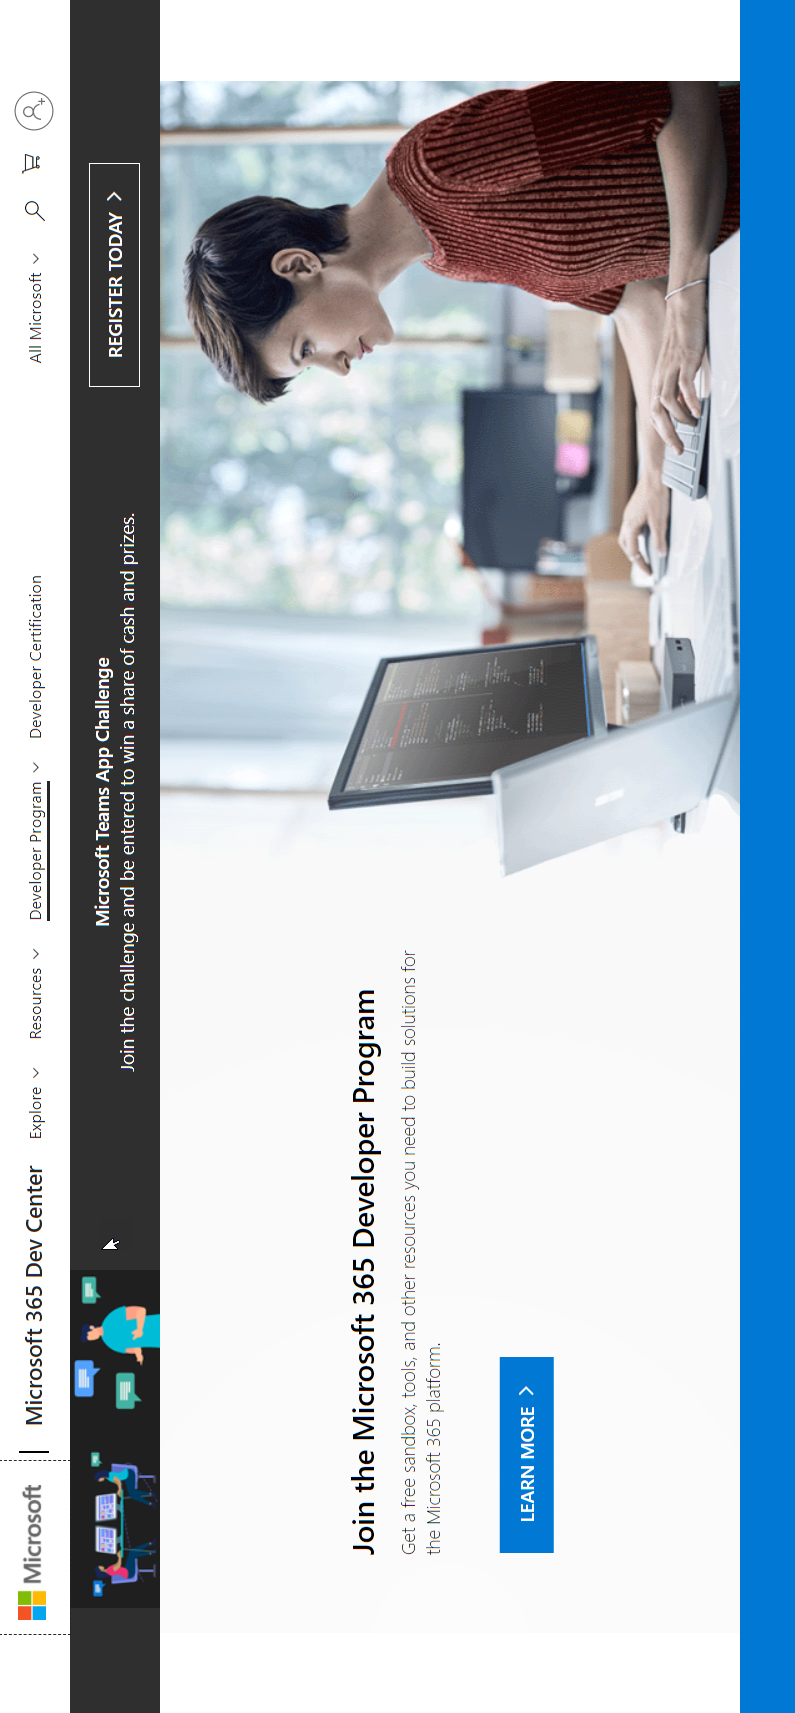 Microsoft
Microsoft 365 Dev Center
Explore
Resources
Developer Program
Developer Certification
All Microsoft
Microsoft Teams App Challenge
Join the challenge and be entered to win a share of cash and prizes.
REGISTER TODAY
Join the Microsoft 365 Developer Program
Get a free sandbox, tools, and other resources you need to build solutions for
the Microsoft 365 platform.
LEARN MORE